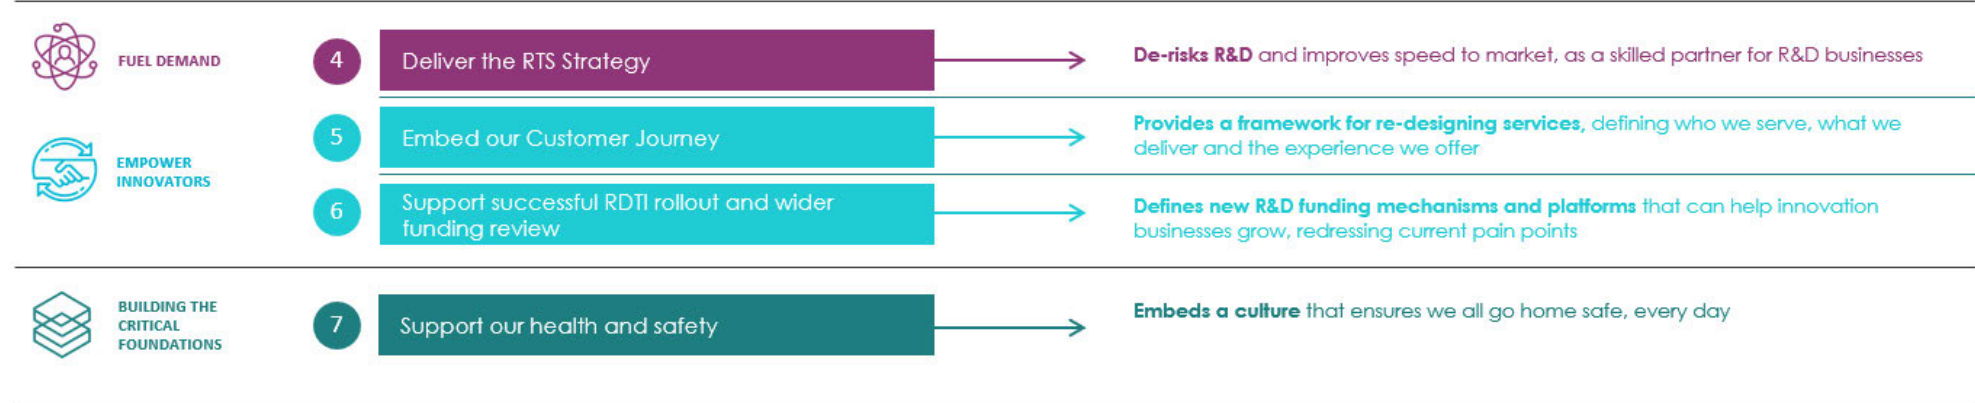 FUEL DEMAND
4
Deliver the RTS Strategy
De-risks R&D and improves speed to market, as a skilled partner for R&D businesses
EMPOWER
INNOVATORS
5
Embed our Customer Journey
Provides a framework for re-designing services, defining who we serve, what we
deliver and the experience we offer
6
Support successful RDTI rollout and wider
funding review
Defines new R&D funding mechanisms and platforms that can help innovation
businesses grow, redressing current pain points
BUILDING THE
CRITICAL
FOUNDATIONS
7
Support our health and safety
Embeds a culture that ensures we all go home safe, every day